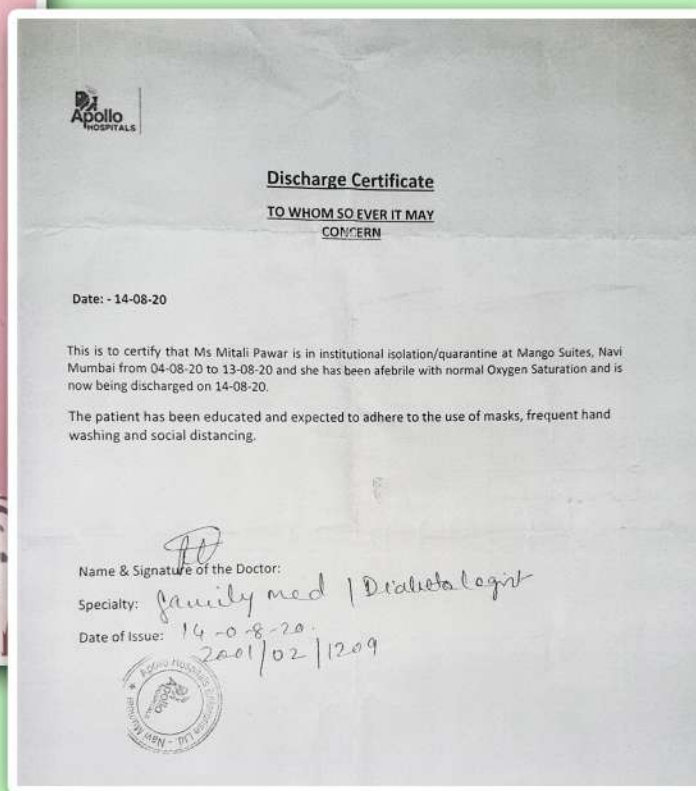 Apollo
HOSPITALS
Discharge Certificate
TO WHOM SO EVER IT MAY
CONCERN
Date: - 14-08-20
This is to certify that Ms Mitali Pawar is in institutional isolation/quarantine at Mango Suites, Navi
Mumbai from 04-08-20 to 13-08-20 and she has been afebrile with normal Oxygen Saturation and is
now being discharged on 14-08-20.
The patient has been educated and expected to adhere to the use of masks, frequent hand
washing and social distancing.
Name & Signature of the Doctor:
Specialty: family med / Diabetologist
Date of Issue: 14-08-20.
2001/02/1209
Apollo Hospitals Enterprise Ltd. - Navi Mumbai